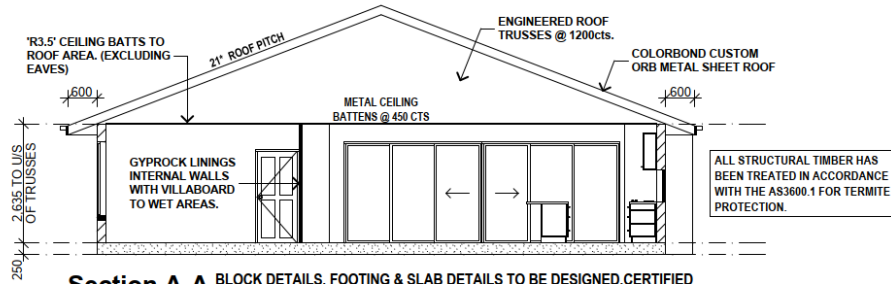 'R3.5' CEILING BATTS TO
ROOF AREA. (EXCLUDING
EAVES)
21° ROOF PITCH
ENGINEERED ROOF
TRUSSES @ 1200cts.
COLORBOND CUSTOM
ORB METAL SHEET ROOF
600
600
METAL CEILING
BATTENS @ 450 CTS
2,635 TO U/S
OF TRUSSES
GYPROCK LININGS
INTERNAL WALLS
WITH VILLABOARD
TO WET AREAS.
ALL STRUCTURAL TIMBER HAS
BEEN TREATED IN ACCORDANCE
WITH THE AS3600.1 FOR TERMITE
PROTECTION.
250
Section A-A BLOCK DETAILS, FOOTING & SLAB DETAILS TO BE DESIGNED,CERTIFIED